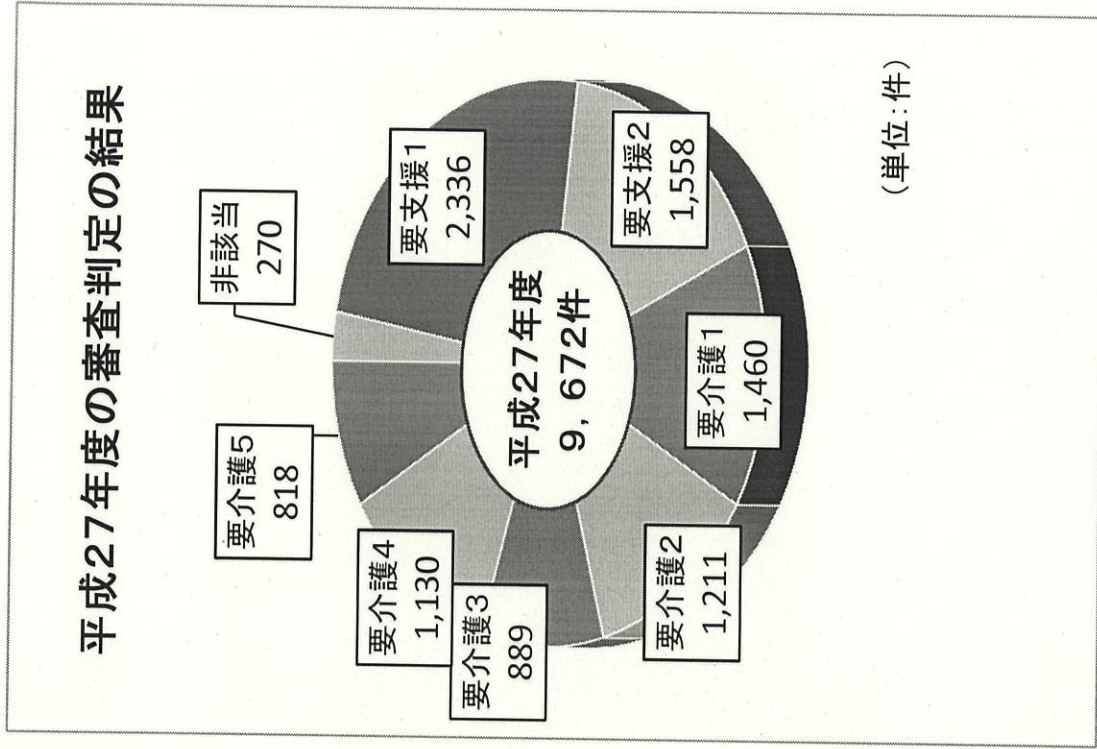 平成27年度の審査判定の結果
非該当
270
要支援1
2,336
要支援2
1,558
要介護1
1,460
要介護2
1,211
要介護3
889
要介護4
1,130
要介護5
818
平成27年度
9,672件
(単位:件)